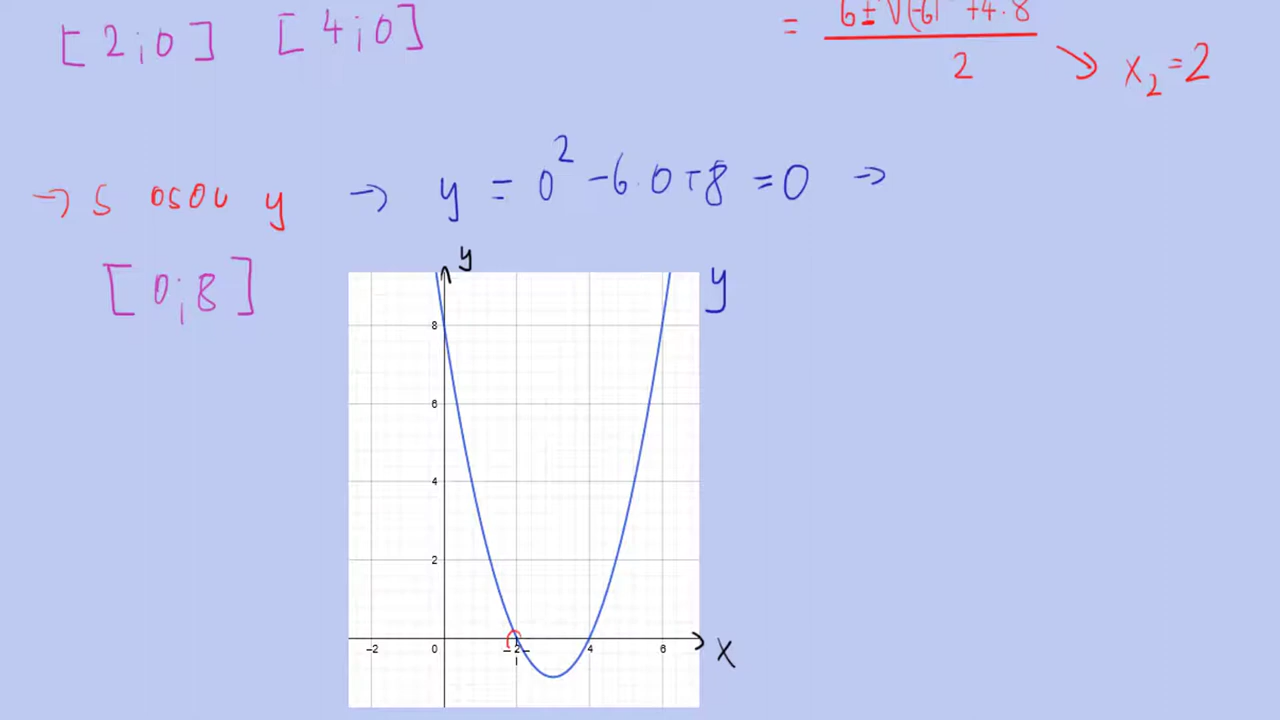 [2;0] [4;0]
= 6±√(-6)² +4·8
2
x₂=2
→ S osou y → y = 0² -6·0+8 =0 →
[0;8]
y
y
8
6
4
2
-2 0 2 4 6
x